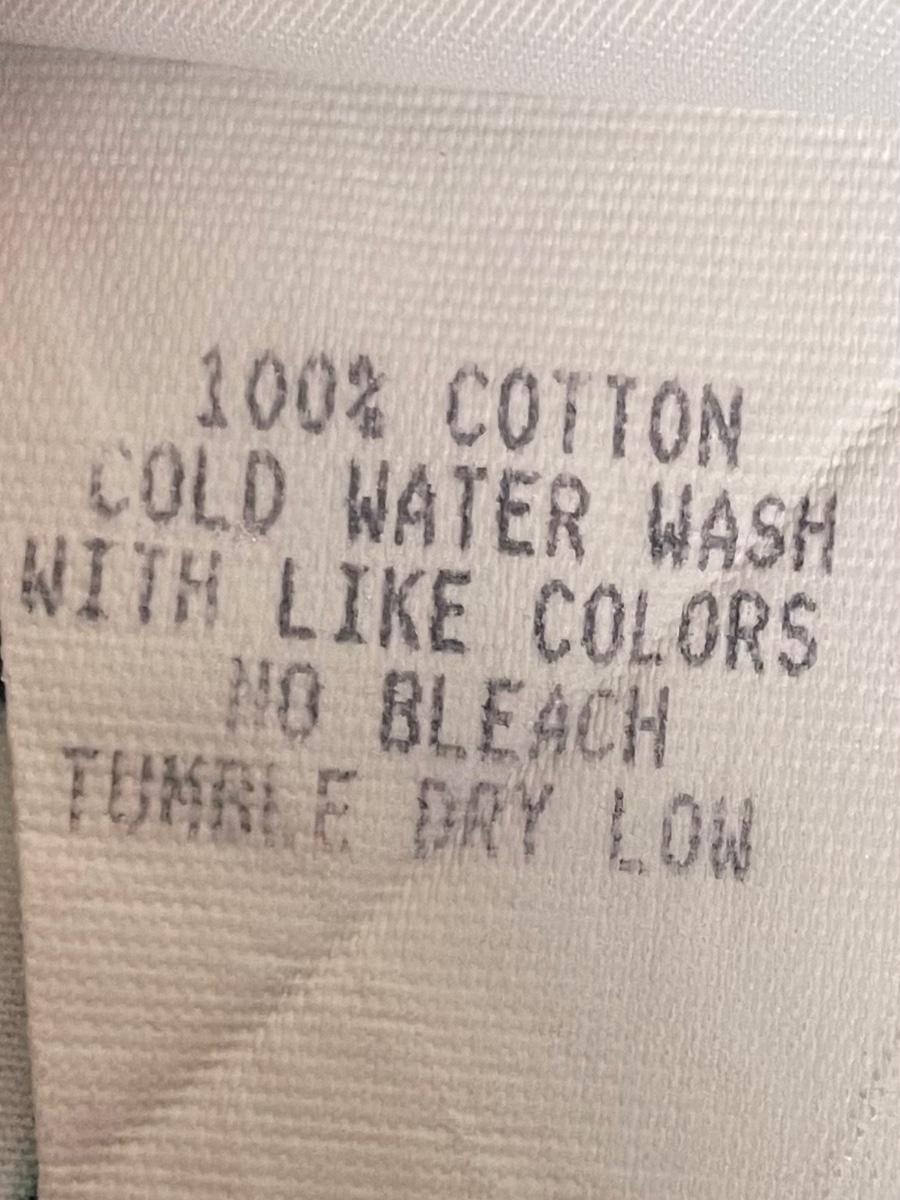 100% COTTON
COLD WATER WASH
WITH LIKE COLORS
NO BLEACH
TUMBLE DRY LOW